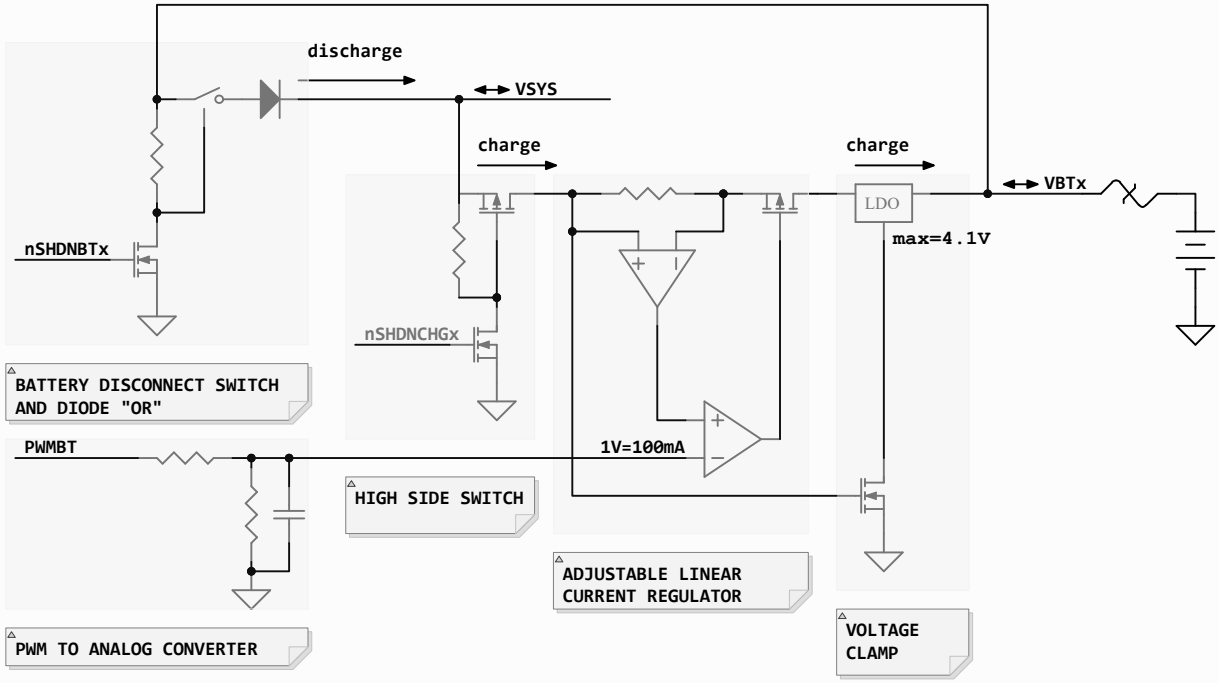 discharge
VSYS
charge
charge
VBTx
LDO
max=4.1V
nSHDNBTx
nSHDNCHGx
BATTERY DISCONNECT SWITCH
AND DIODE "OR"
PWMBT
1V=100mA
HIGH SIDE SWITCH
ADJUSTABLE LINEAR
CURRENT REGULATOR
PWM TO ANALOG CONVERTER
VOLTAGE
CLAMP